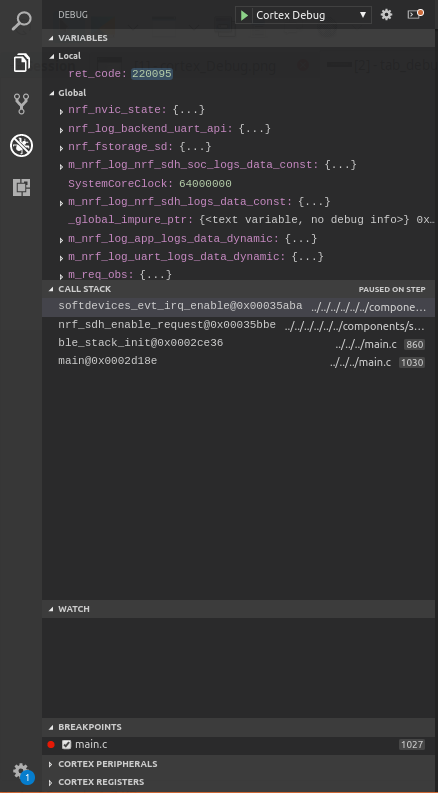 DEBUG Cortex Debug
VARIABLES
Local
ret_code: 220095
Global
nrf_nvic_state: {...}
nrf_log_backend_uart_api: {...}
nrf_fstorage_sd: {...}
m_nrf_log_nrf_sdh_soc_logs_data_const: {...}
SystemCoreClock: 64000000
m_nrf_log_nrf_sdh_logs_data_const: {...}
_global_impure_ptr: {<text variable, no debug info>} 0x…
m_nrf_log_app_logs_data_dynamic: {...}
m_nrf_log_uart_logs_data_dynamic: {...}
m_req_obs: {...}
CALL STACK PAUSED ON STEP
softdevices_evt_irq_enable@0x00035aba ../../../../../../compone…
nrf_sdh_enable_request@0x00035bbe ../../../../../../components/s…
ble_stack_init@0x0002ce36 ../../../main.c 860
main@0x0002d18e ../../../main.c 1030
WATCH
BREAKPOINTS
main.c 1027
CORTEX PERIPHERALS
CORTEX REGISTERS
1